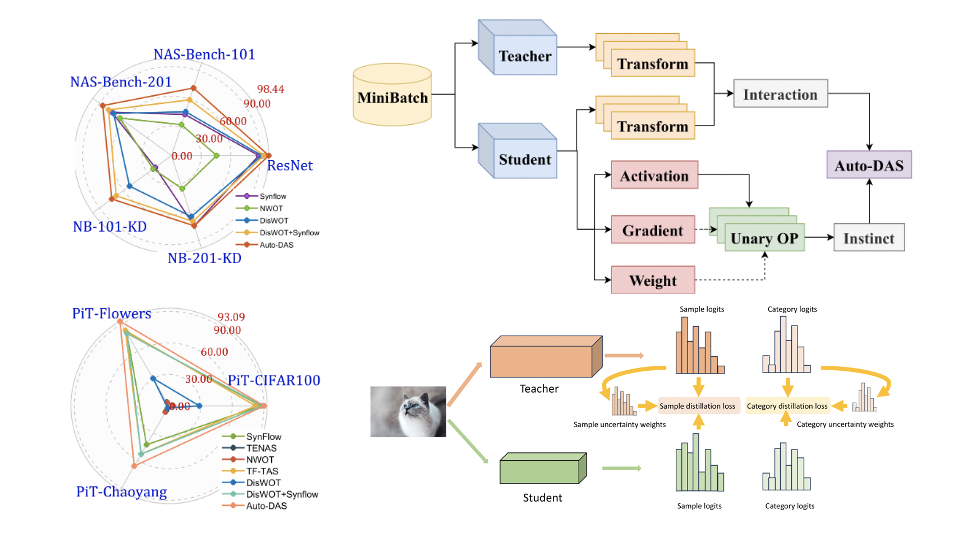 NAS-Bench-101
NAS-Bench-201
98.44
90.00
60.00
30.00
0.00
ResNet
NB-101-KD
NB-201-KD
Synflow
NWOT
DisWOT
DisWOT+Synflow
Auto-DAS
MiniBatch
Teacher
Student
Transform
Transform
Interaction
Auto-DAS
Activation
Gradient
Weight
Unary OP
Instinct
PiT-Flowers
93.09
90.00
60.00
30.00
0.00
PiT-CIFAR100
PiT-Chaoyang
SynFlow
TENAS
NWOT
TF-TAS
DisWOT
DisWOT+Synflow
Auto-DAS
Sample logits
Category logits
Teacher
Sample distillation loss
Category distillation loss
Sample uncertainty weights
Category uncertainty weights
Student
Sample logits
Category logits